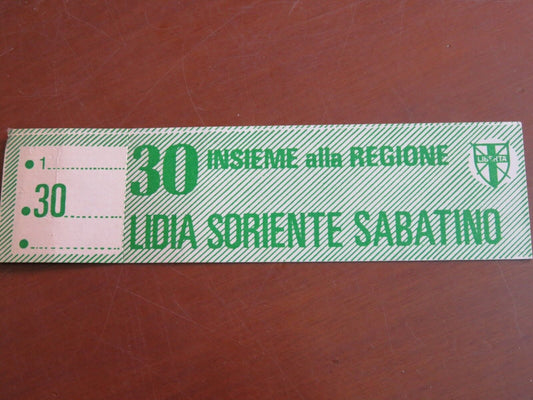 1
30
30 INSIEME alla REGIONE
LIBERTAS
LIDIA SORIENTE SABATINO